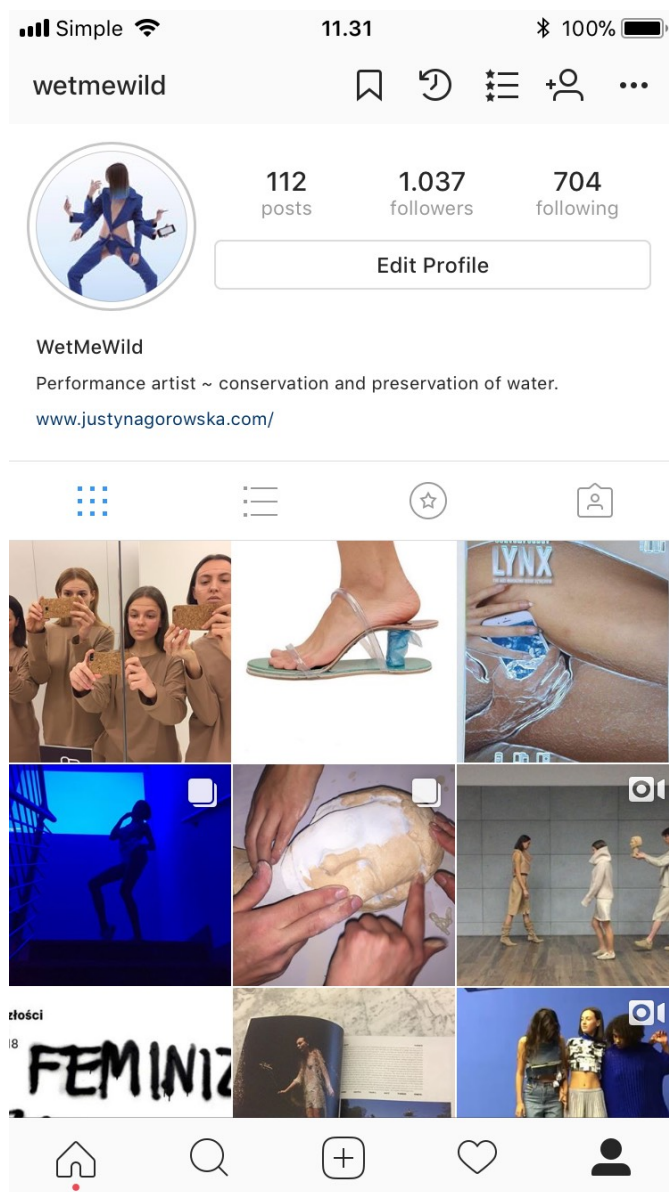 Simple 11.31 100%
wetmewild
112 1.037 704
posts followers following
Edit Profile
WetMeWild
Performance artist ~ conservation and preservation of water.
www.justynagorowska.com/
LYNX
złości
18
FEMINIZ